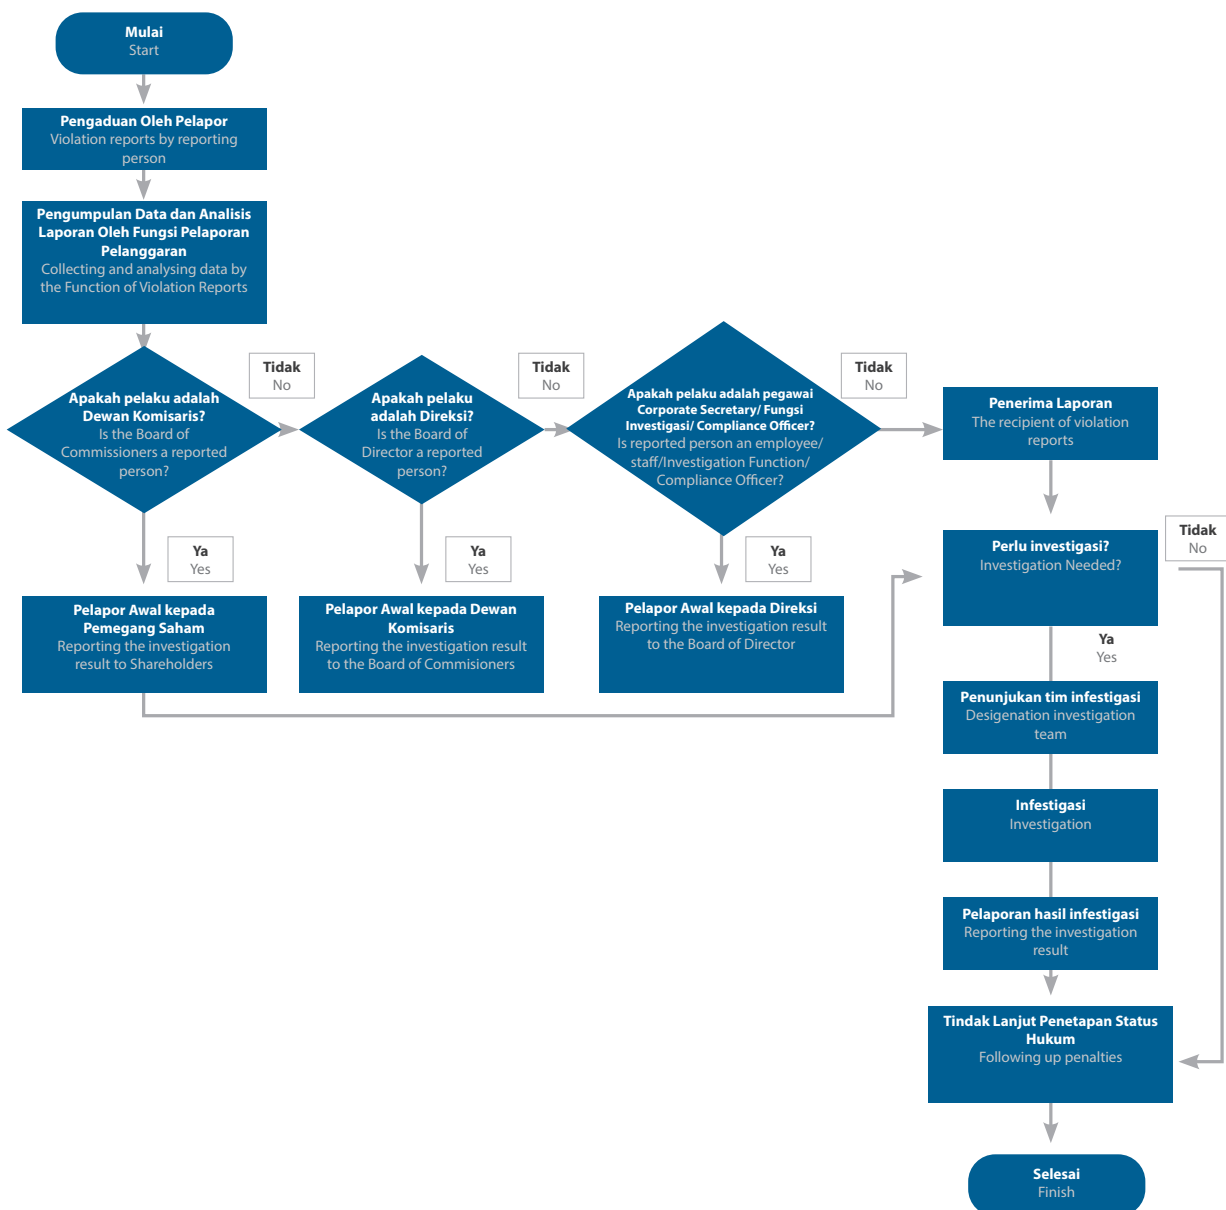 Mulai
Start
Pengaduan Oleh Pelapor
Violation reports by reporting
person
Pengumpulan Data dan Analisis
Laporan Oleh Fungsi Pelaporan
Pelanggaran
Collecting and analysing data by
the Function of Violation Reports
Apakah pelaku adalah
Dewan Komisaris?
Is the Board of
Commissioners a reported
person?
Tidak
No
Apakah pelaku
adalah Direksi?
Is the Board of
Director a reported
person?
Tidak
No
Apakah pelaku adalah pegawai
Corporate Secretary/ Fungsi
Investigasi/ Compliance Officer?
Is reported person an employee/
staff/Investigation Function/
Compliance Officer?
Tidak
No
Penerima Laporan
The recipient of violation
reports
Ya
Yes
Ya
Yes
Ya
Yes
Pelapor Awal kepada
Pemegang Saham
Reporting the investigation
result to Shareholders
Pelapor Awal kepada Dewan
Komisaris
Reporting the investigation result
to the Board of Commisioners
Pelapor Awal kepada Direksi
Reporting the investigation result
to the Board of Director
Perlu investigasi?
Investigation Needed?
Tidak
No
Ya
Yes
Penunjukan tim infestigasi
Desigenation investigation
team
Infestigasi
Investigation
Pelaporan hasil infestigasi
Reporting the investigation
result
Tindak Lanjut Penetapan Status
Hukum
Following up penalties
Selesai
Finish